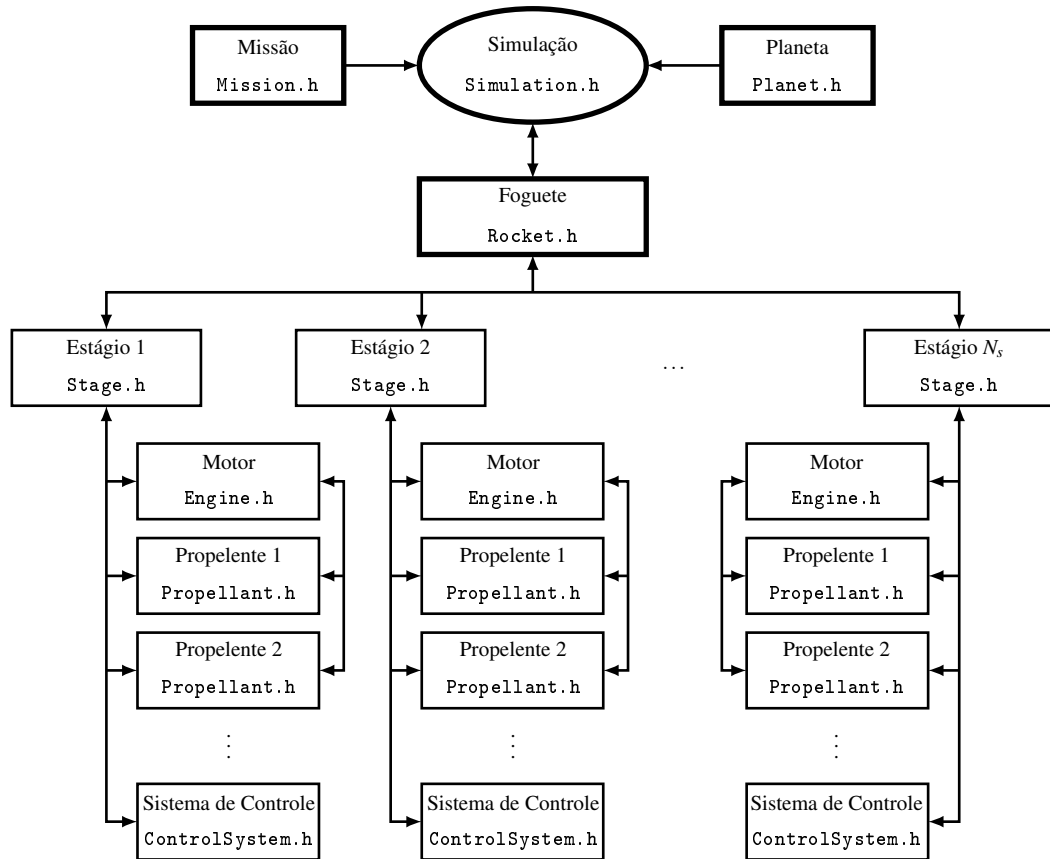 Missão
Mission.h
Simulação
Simulation.h
Planeta
Planet.h
Foguete
Rocket.h
Estágio 1
Stage.h
Estágio 2
Stage.h
...
Estágio Ns
Stage.h
Motor
Engine.h
Motor
Engine.h
Motor
Engine.h
Propelente 1
Propellant.h
Propelente 1
Propellant.h
Propelente 1
Propellant.h
Propelente 2
Propellant.h
Propelente 2
Propellant.h
Propelente 2
Propellant.h
⋮
⋮
⋮
Sistema de Controle
ControlSystem.h
Sistema de Controle
ControlSystem.h
Sistema de Controle
ControlSystem.h